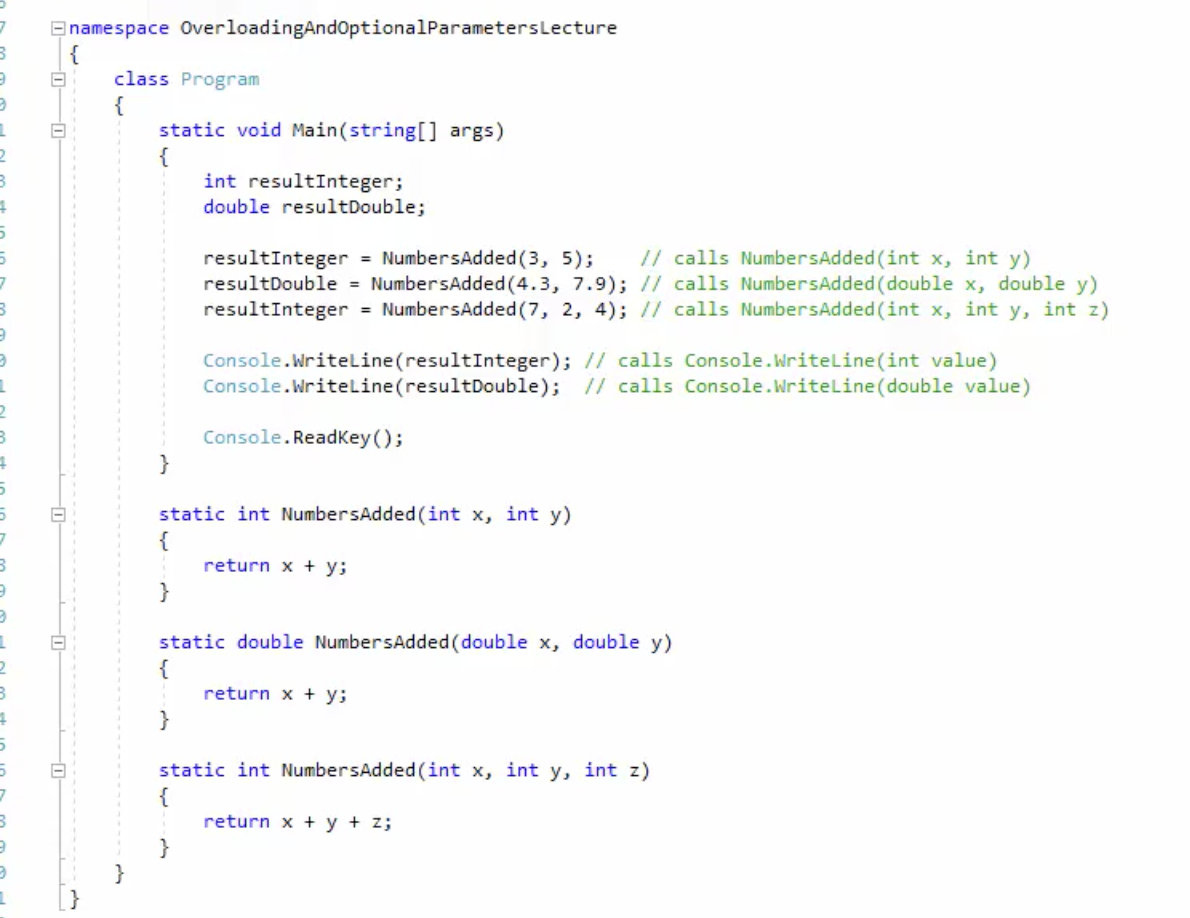 namespace OverloadingAndOptionalParametersLecture
{
class Program
{
static void Main(string[] args)
{
int resultInteger;
double resultDouble;
resultInteger = NumbersAdded(3, 5); // calls NumbersAdded(int x, int y)
resultDouble = NumbersAdded(4.3, 7.9); // calls NumbersAdded(double x, double y)
resultInteger = NumbersAdded(7, 2, 4); // calls NumbersAdded(int x, int y, int z)
Console.WriteLine(resultInteger); // calls Console.WriteLine(int value)
Console.WriteLine(resultDouble); // calls Console.WriteLine(double value)
Console.ReadKey();
}
static int NumbersAdded(int x, int y)
{
return x + y;
}
static double NumbersAdded(double x, double y)
{
return x + y;
}
static int NumbersAdded(int x, int y, int z)
{
return x + y + z;
}
}
}